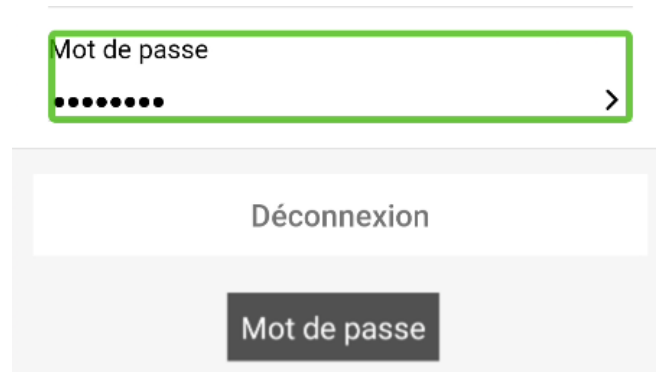 Mot de passe
••••••••
Déconnexion
Mot de passe